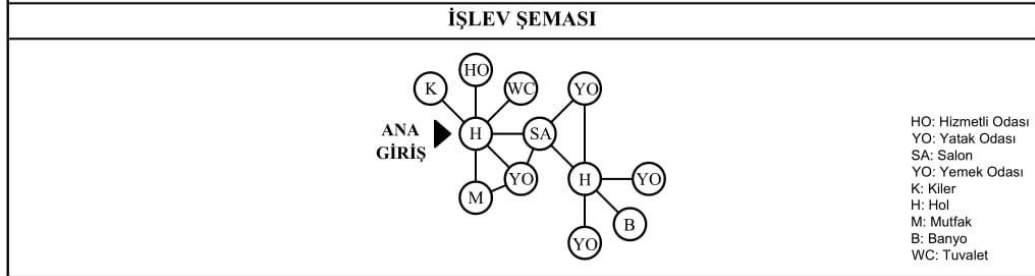 İŞLEV ŞEMASI
HO
K
WC
YO
ANA
GİRİŞ
H
SA
YO
H
YO
M
B
YO
HO: Hizmetli Odası
YO: Yatak Odası
SA: Salon
YO: Yemek Odası
K: Kiler
H: Hol
M: Mutfak
B: Banyo
WC: Tuvalet